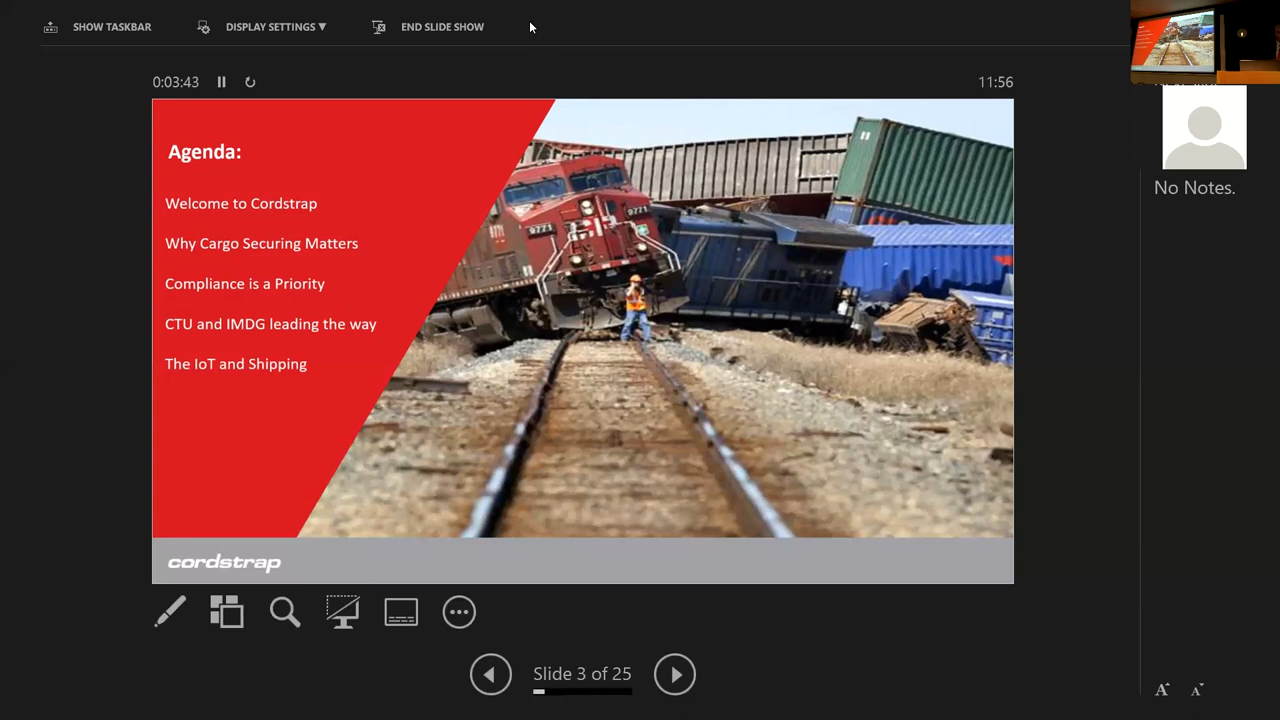 SHOW TASKBAR
DISPLAY SETTINGS ▼
END SLIDE SHOW
0:03:43
11:56
Agenda:
Welcome to Cordstrap
Why Cargo Securing Matters
Compliance is a Priority
CTU and IMDG leading the way
The IoT and Shipping
9771
9771
cordstrap
No Notes.
Slide 3 of 25
A A